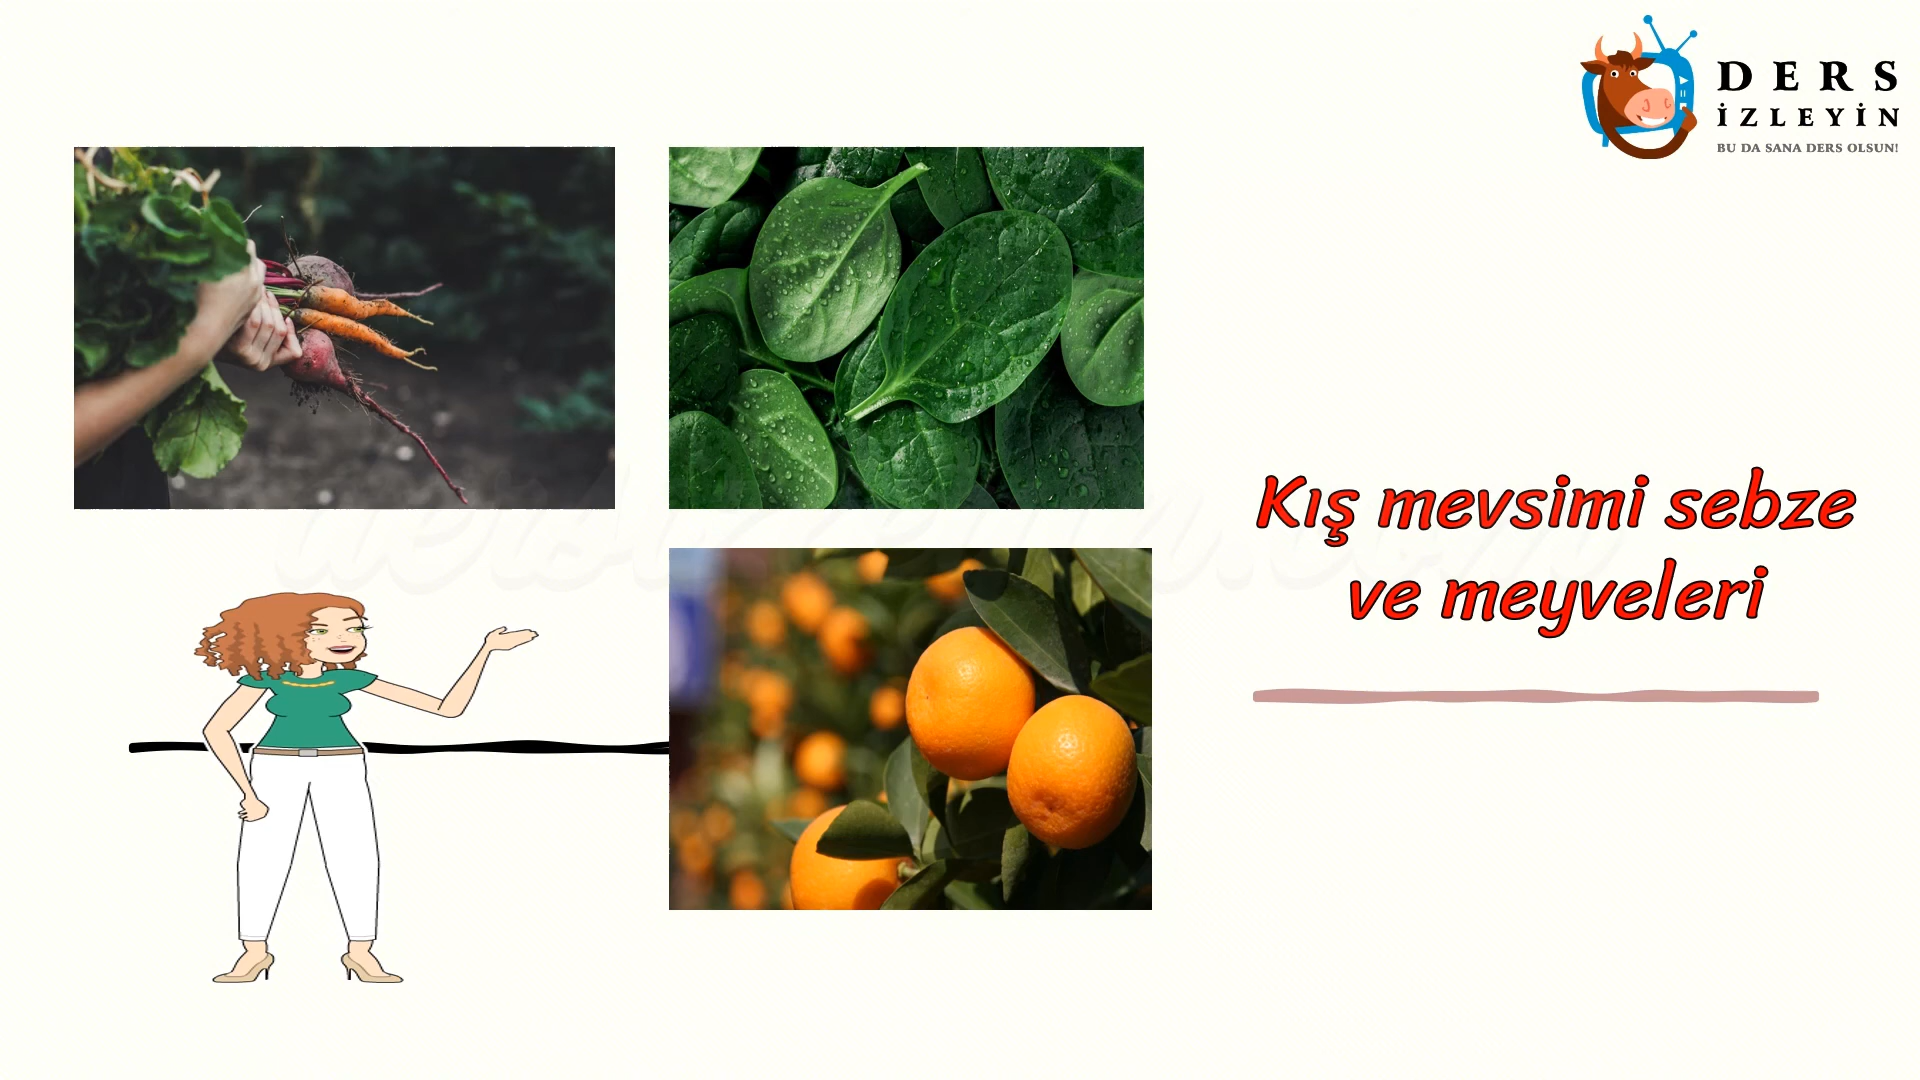 DERS
İZLEYİN
BU DA SANA DERS OLSUN!
Kış mevsimi sebze
ve meyveleri